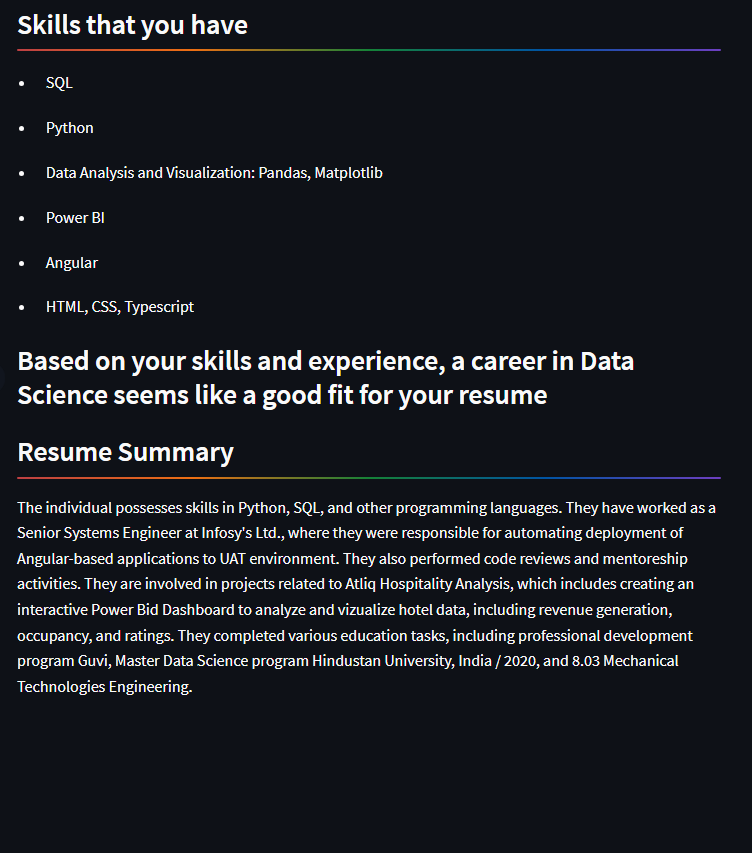 Skills that you have
• SQL
• Python
• Data Analysis and Visualization: Pandas, Matplotlib
• Power BI
• Angular
• HTML, CSS, Typescript
Based on your skills and experience, a career in Data
Science seems like a good fit for your resume
Resume Summary
The individual possesses skills in Python, SQL, and other programming languages. They have worked as a
Senior Systems Engineer at Infosy's Ltd., where they were responsible for automating deployment of
Angular-based applications to UAT environment. They also performed code reviews and mentoreship
activities. They are involved in projects related to Atliq Hospitality Analysis, which includes creating an
interactive Power Bid Dashboard to analyze and vizualize hotel data, including revenue generation,
occupancy, and ratings. They completed various education tasks, including professional development
program Guvi, Master Data Science program Hindustan University, India / 2020, and 8.03 Mechanical
Technologies Engineering.